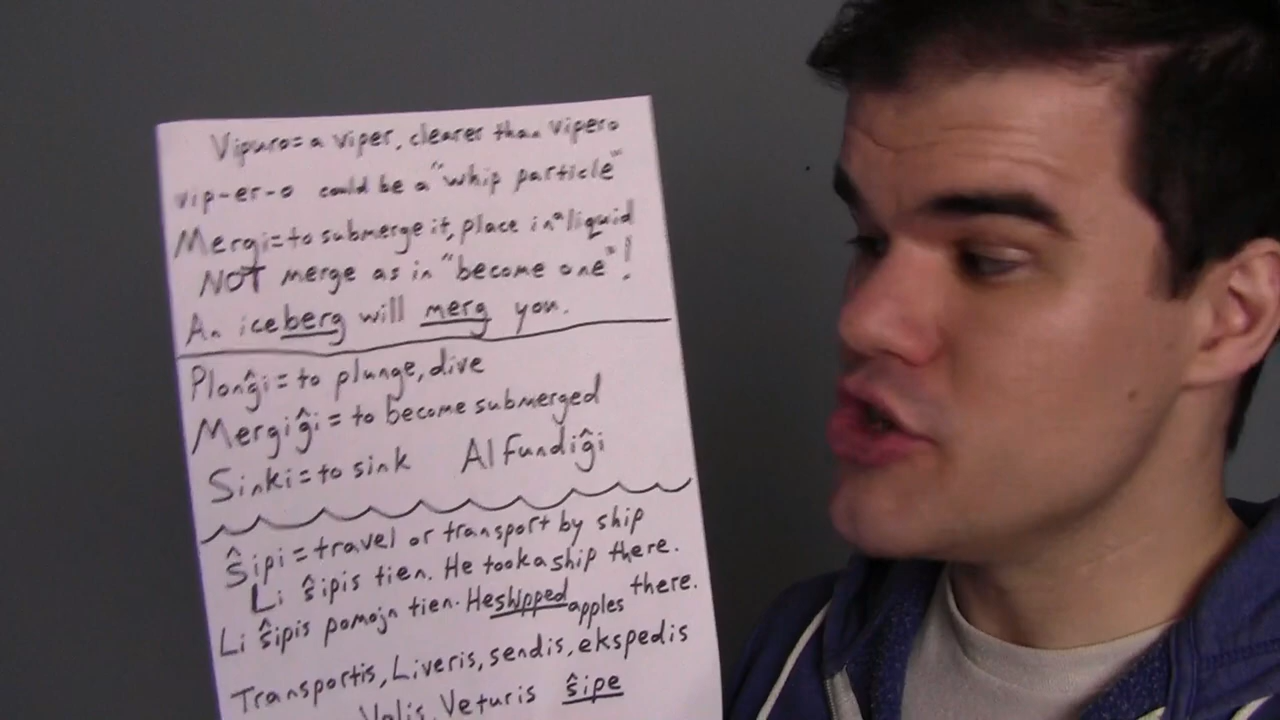 Vipuro= a viper, clearer than vipero
vip-er-o could be a "whip particle"
Mergi=to submerge it, place in a liquid
NOT merge as in "become one"!
An iceberg will merg you.
Plonĝi = to plunge, dive
Mergiĝi = to become submerged
Sinki = to sink Al fundiĝi
Ŝipi = travel or transport by ship
Li ŝipis tien. He took a ship there.
Li ŝipis pomojn tien. He shipped apples there.
Transportis, Liveris, sendis, ekspedis
Veturis ŝipe